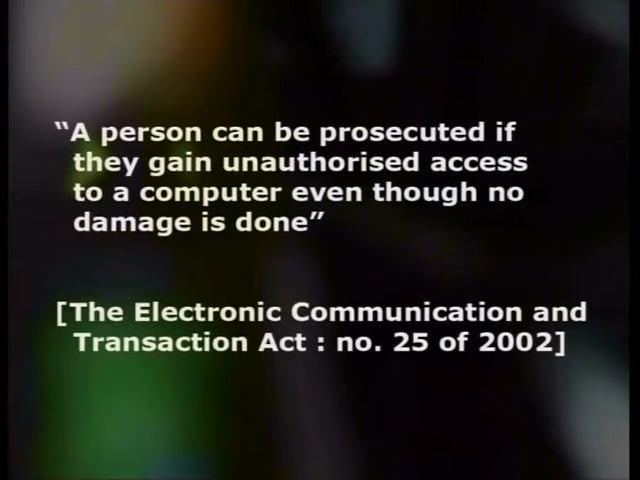 “A person can be prosecuted if
they gain unauthorised access
to a computer even though no
damage is done”
[The Electronic Communication and
Transaction Act : no. 25 of 2002]